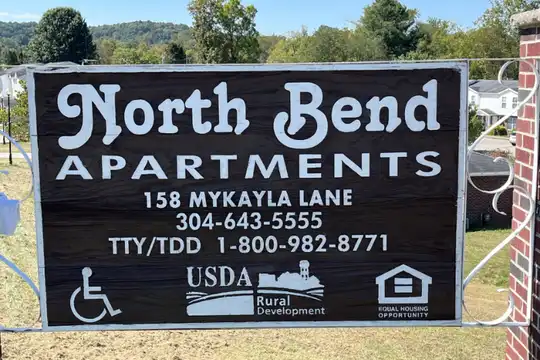 North Bend
APARTMENTS
158 MYKAYLA LANE
304-643-5555
TTY/TDD 1-800-982-8771
USDA
Rural
Development
EQUAL HOUSING
OPPORTUNITY